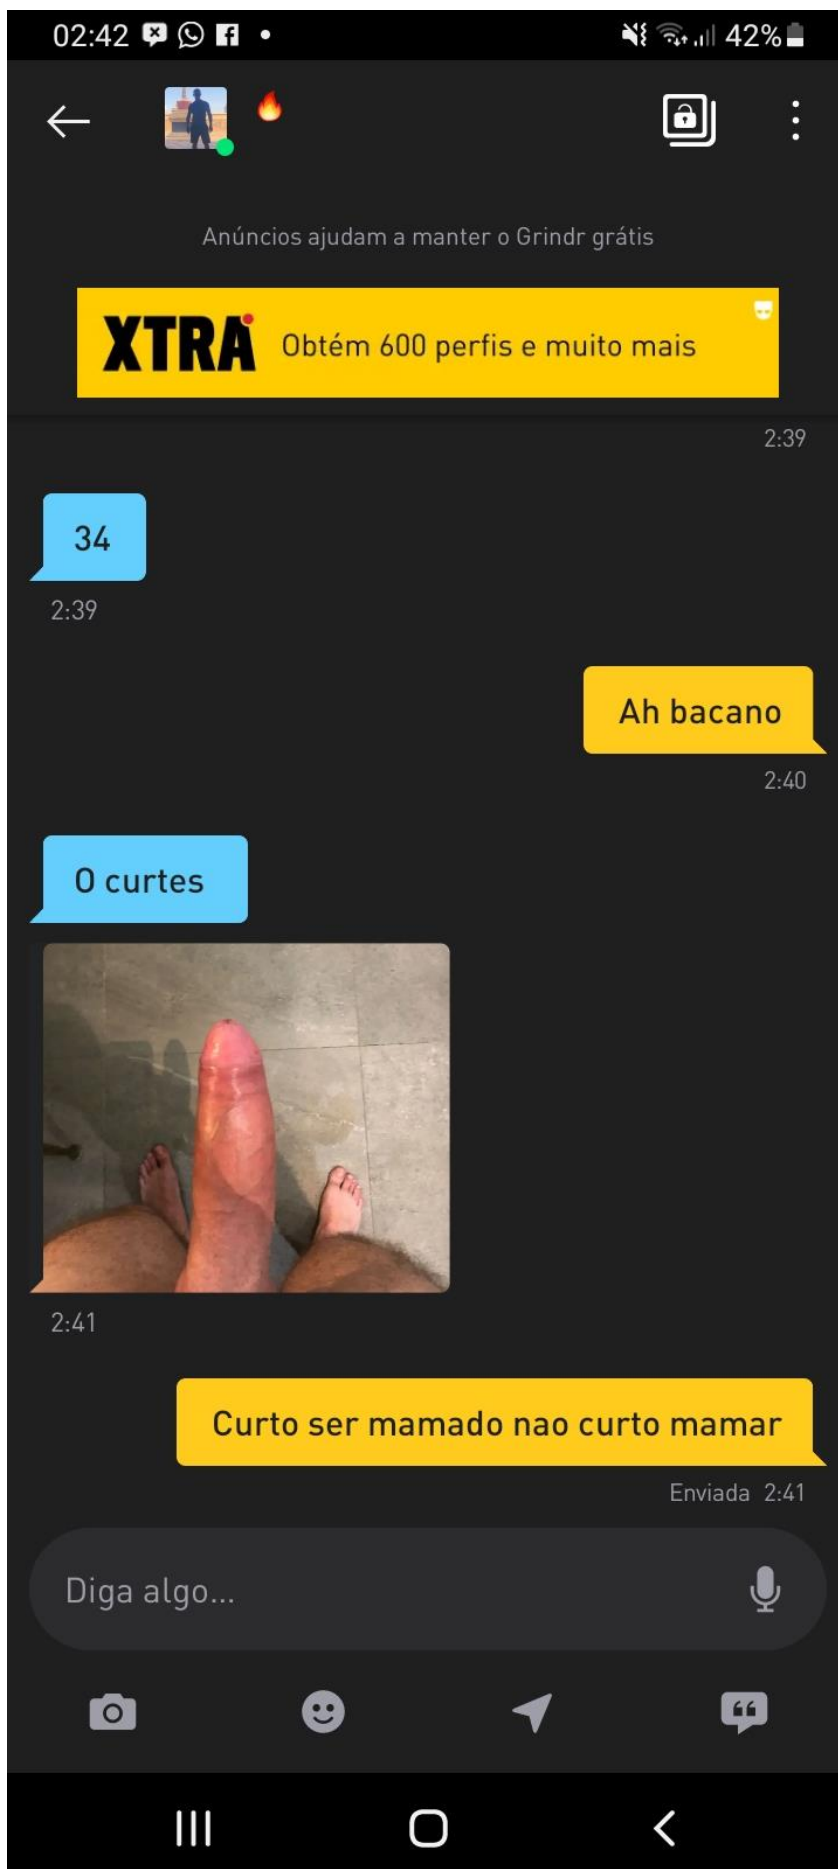 02:42
42%
Anúncios ajudam a manter o Grindr grátis
XTRA Obtém 600 perfis e muito mais
2:39
34
2:39
Ah bacano
2:40
O curtes
2:41
Curto ser mamado nao curto mamar
Enviada 2:41
Diga algo...